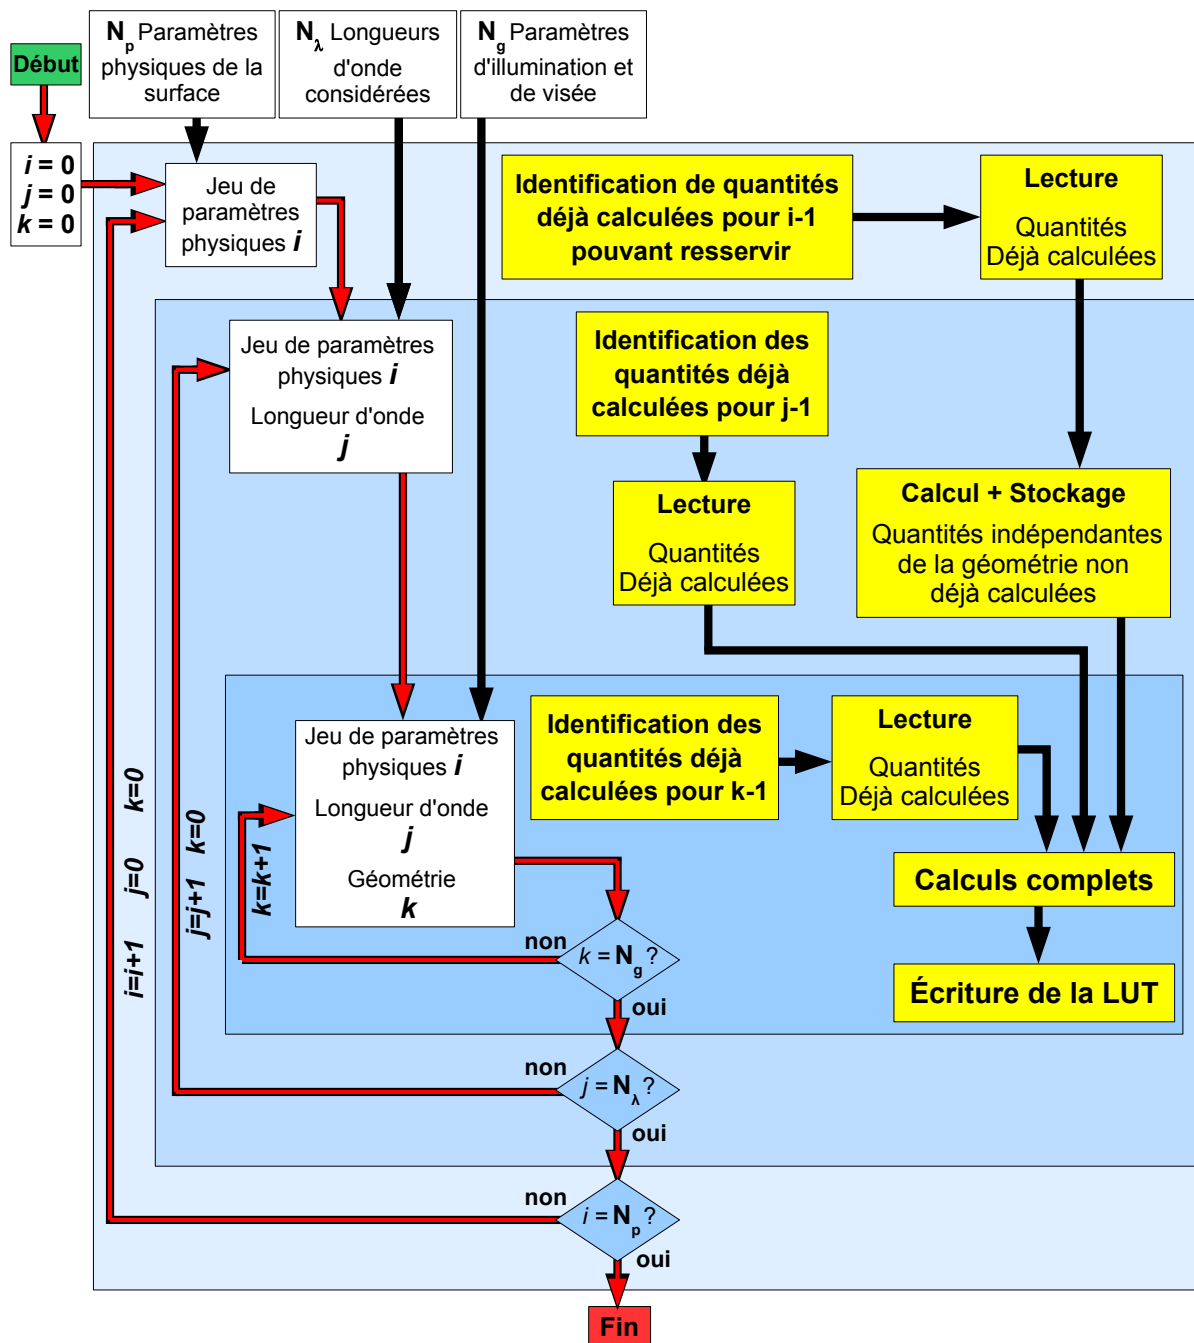 Début
N_p Paramètres
physiques de la
surface
N_λ Longueurs
d'onde
considérées
N_g Paramètres
d'illumination et
de visée
i = 0
j = 0
k = 0
Jeu de
paramètres
physiques i
Identification de quantités
déjà calculées pour i-1
pouvant resservir
Lecture
Quantités
Déjà calculées
Jeu de paramètres
physiques i
Longueur d'onde
j
Identification des
quantités déjà
calculées pour j-1
Lecture
Quantités
Déjà calculées
Calcul + Stockage
Quantités indépendantes
de la géométrie non
déjà calculées
Jeu de paramètres
physiques i
Longueur d'onde
j
Géométrie
k
Identification des
quantités déjà
calculées pour k-1
Lecture
Quantités
Déjà calculées
Calculs complets
Écriture de la LUT
i=i+1 j=0 k=0
j=j+1 k=0
k=k+1
non
k = N_g ?
oui
non
j = N_λ ?
oui
non
i = N_p ?
oui
Fin